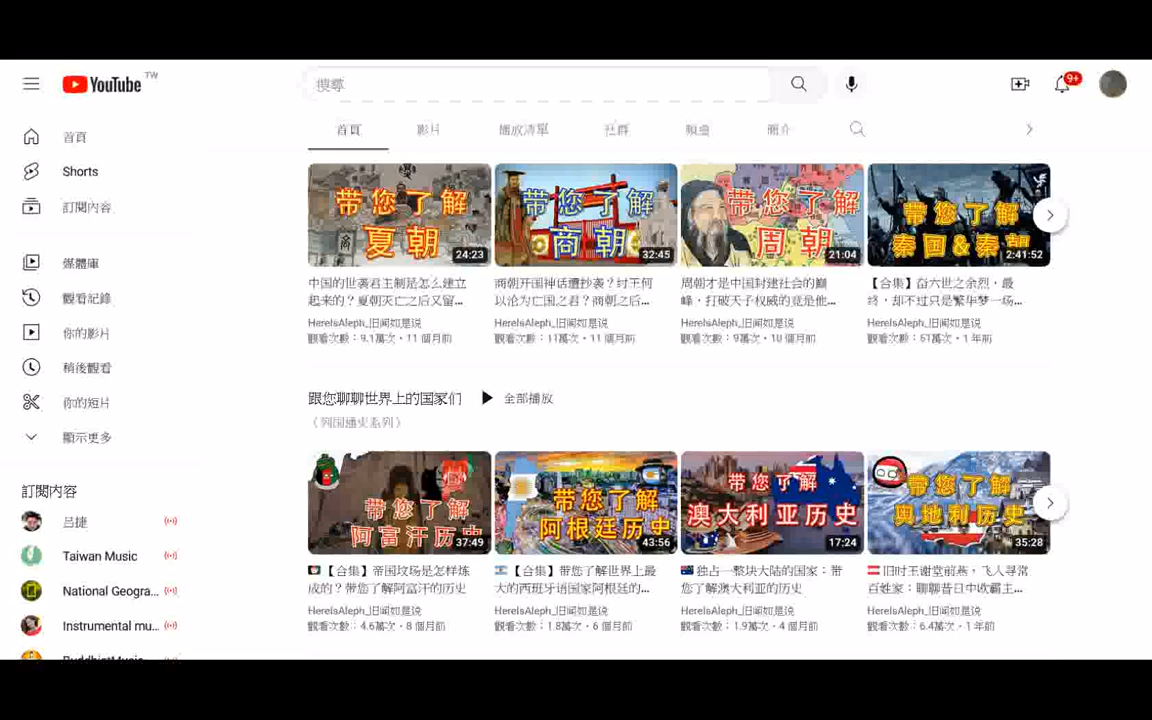 YouTube TW
搜尋
9+
首頁
影片
播放清單
社群
頻道
簡介
首頁
Shorts
訂閱內容
媒體庫
觀看記錄
你的影片
稍後觀看
你的短片
顯示更多
訂閱內容
呂捷
Taiwan Music
National Geogra...
Instrumental mu...
BuddhistMusic
带您了解
夏朝
24:23
带您了解
商朝
32:45
带您了解
周朝
21:04
带您了解
秦国&秦朝
2:41:52
中国的世袭君主制是怎么建立
起来的？夏朝灭亡之后又留...
HereIsAleph_旧闻如是说
觀看次數：9.1萬次・11 個月前
商朝开国神话遭抄袭？纣王何
以沦为亡国之君？商朝之后...
HereIsAleph_旧闻如是说
觀看次數：11萬次・11 個月前
周朝才是中国封建社会的巅
峰，打破天子权威的竟是他...
HereIsAleph_旧闻如是说
觀看次數：9萬次・10 個月前
【合集】奋六世之余烈，最
终，却不过只是繁华梦一场...
HereIsAleph_旧闻如是说
觀看次數：61萬次・1 年前
跟您聊聊世界上的国家们
全部播放
（列国通史系列）
带您了解
阿富汗历史
37:49
带您了解
阿根廷历史
43:56
带您了解
澳大利亚历史
17:24
带您了解
奥地利历史
35:28
【合集】帝国坟场是怎样炼
成的？带您了解阿富汗的历史
HereIsAleph_旧闻如是说
觀看次數：4.6萬次・8 個月前
【合集】带您了解世界上最
大的西班牙语国家阿根廷的...
HereIsAleph_旧闻如是说
觀看次數：1.8萬次・6 個月前
独占一整块大陆的国家：带
您了解澳大利亚的历史
HereIsAleph_旧闻如是说
觀看次數：1.9萬次・4 個月前
旧时王谢堂前燕，飞入寻常
百姓家：聊聊昔日中欧霸主...
HereIsAleph_旧闻如是说
觀看次數：6.4萬次・1 年前